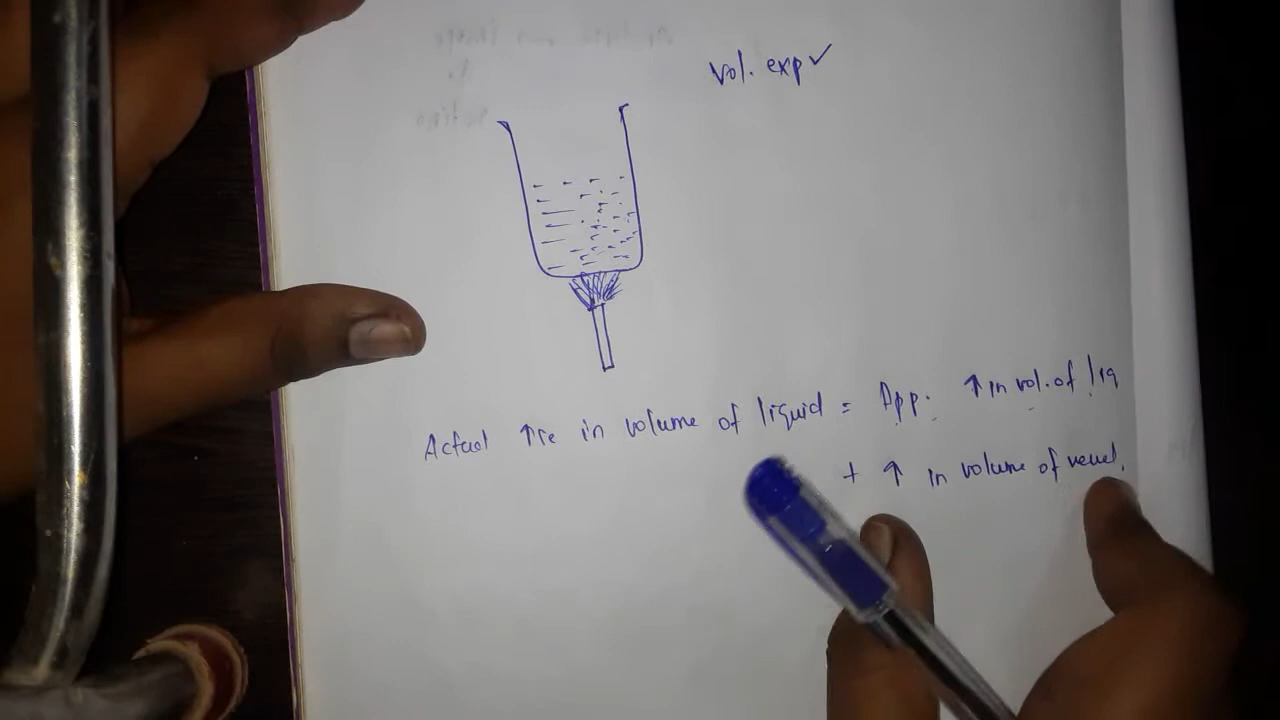 Vol. exp ✓
Actual ↑se in volume of liquid = App. ↑ in vol. of liq
+ ↑ in volume of vessel.